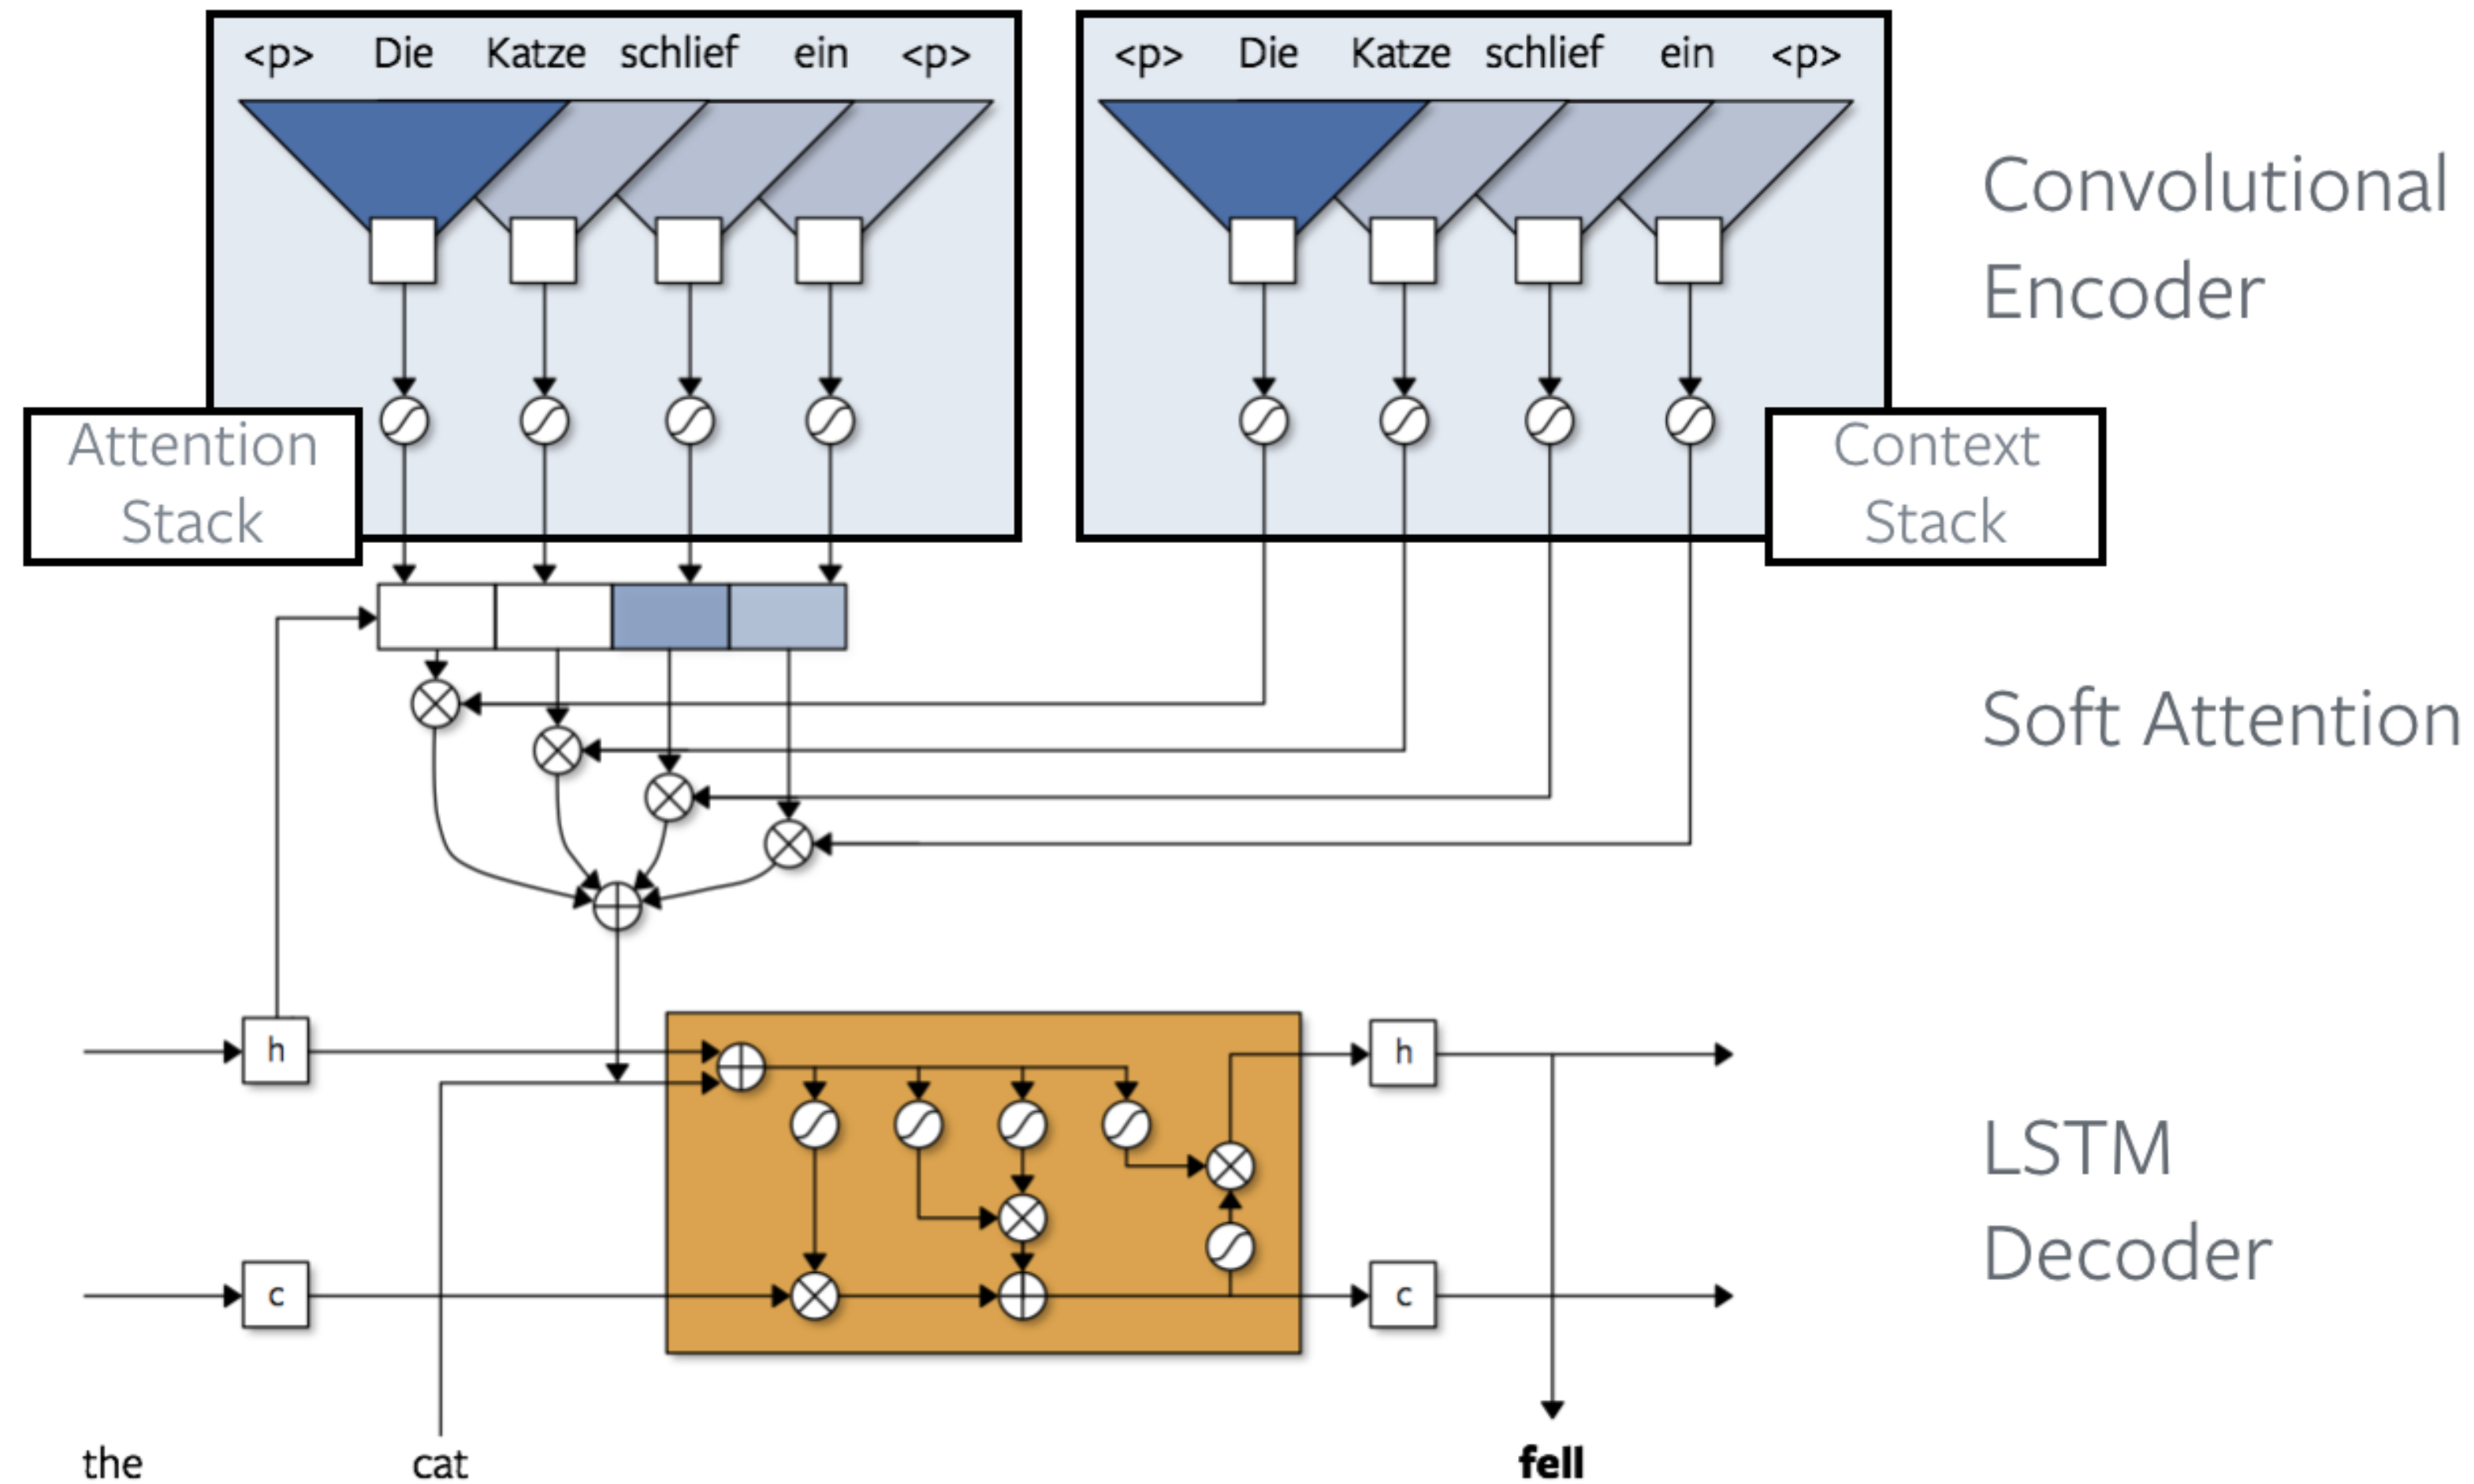 <p> Die Katze schlief ein <p>
<p> Die Katze schlief ein <p>
Convolutional
Encoder
Attention
Stack
Context
Stack
Soft Attention
h
h
LSTM
Decoder
c
c
the
cat
fell